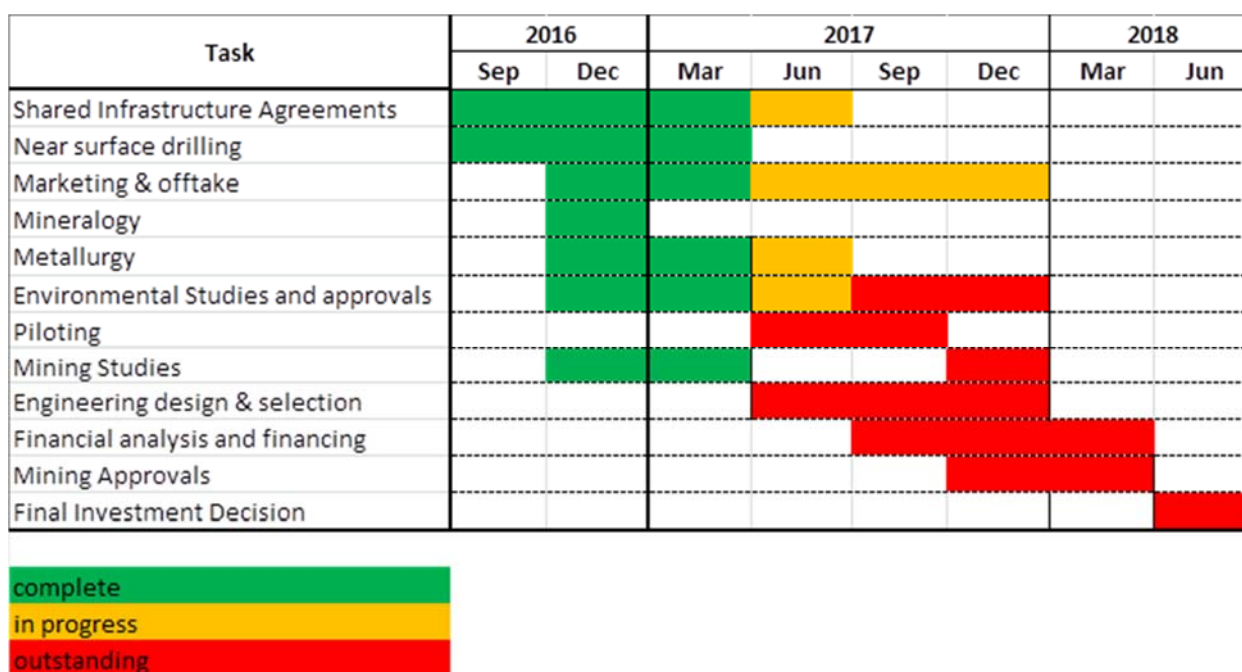 Task
2016 2017 2018
Sep Dec Mar Jun Sep Dec Mar Jun
Shared Infrastructure Agreements
Near surface drilling
Marketing & offtake
Mineralogy
Metallurgy
Environmental Studies and approvals
Piloting
Mining Studies
Engineering design & selection
Financial analysis and financing
Mining Approvals
Final Investment Decision
complete
in progress
outstanding